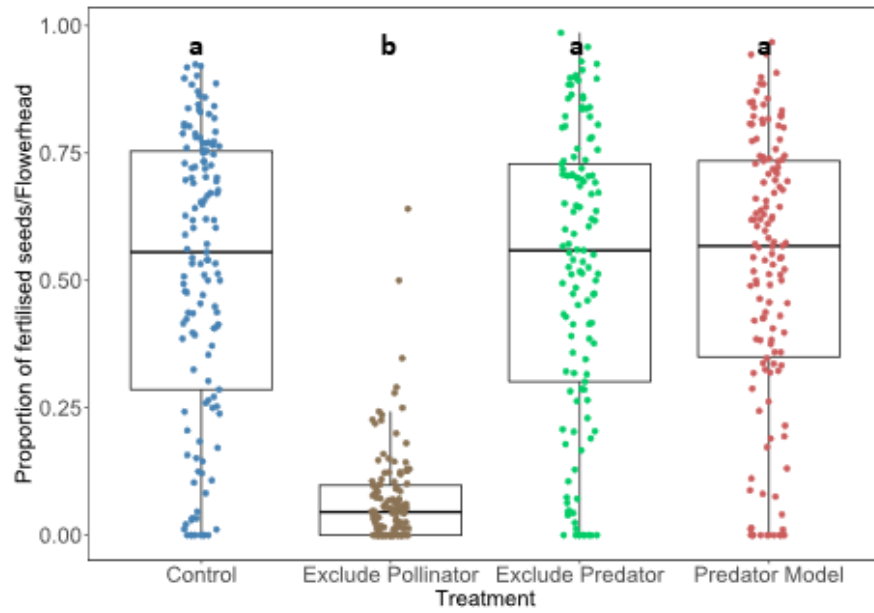 Proportion of fertilised seeds/Flowerhead
1.00
0.75
0.50
0.25
0.00
a b a a
Control Exclude Pollinator Exclude Predator Predator Model
Treatment